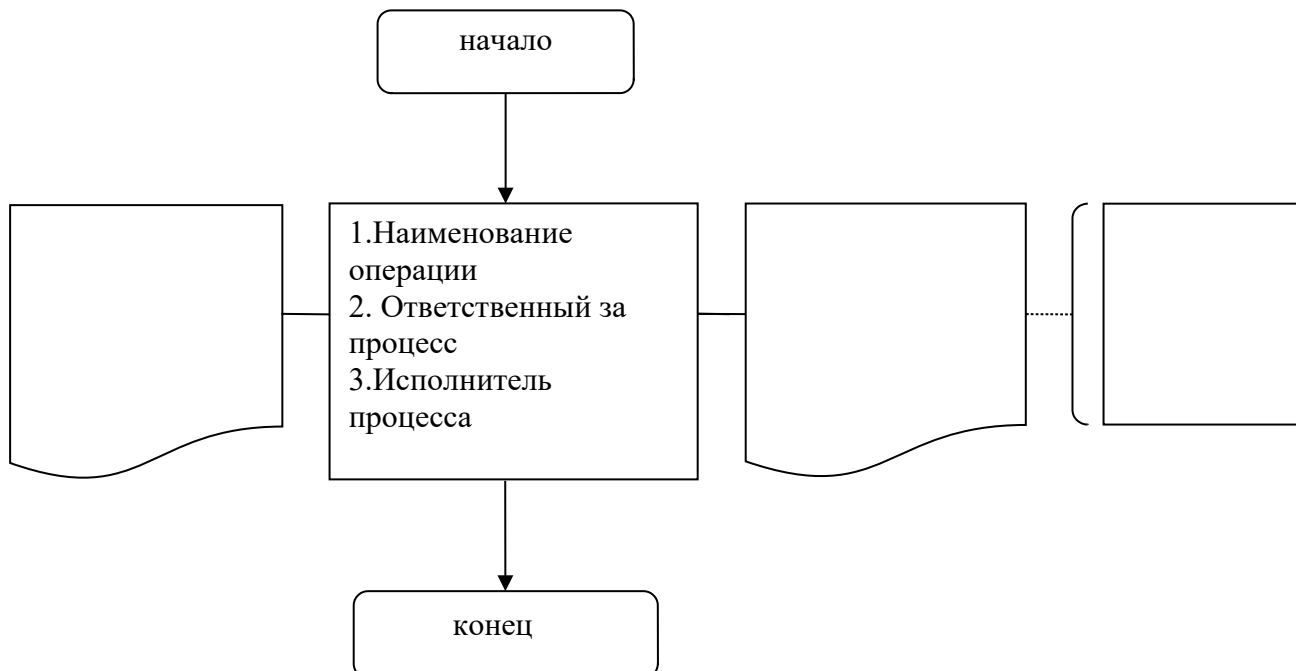 начало
1.Наименование
операции
2. Ответственный за
процесс
3.Исполнитель
процесса
конец